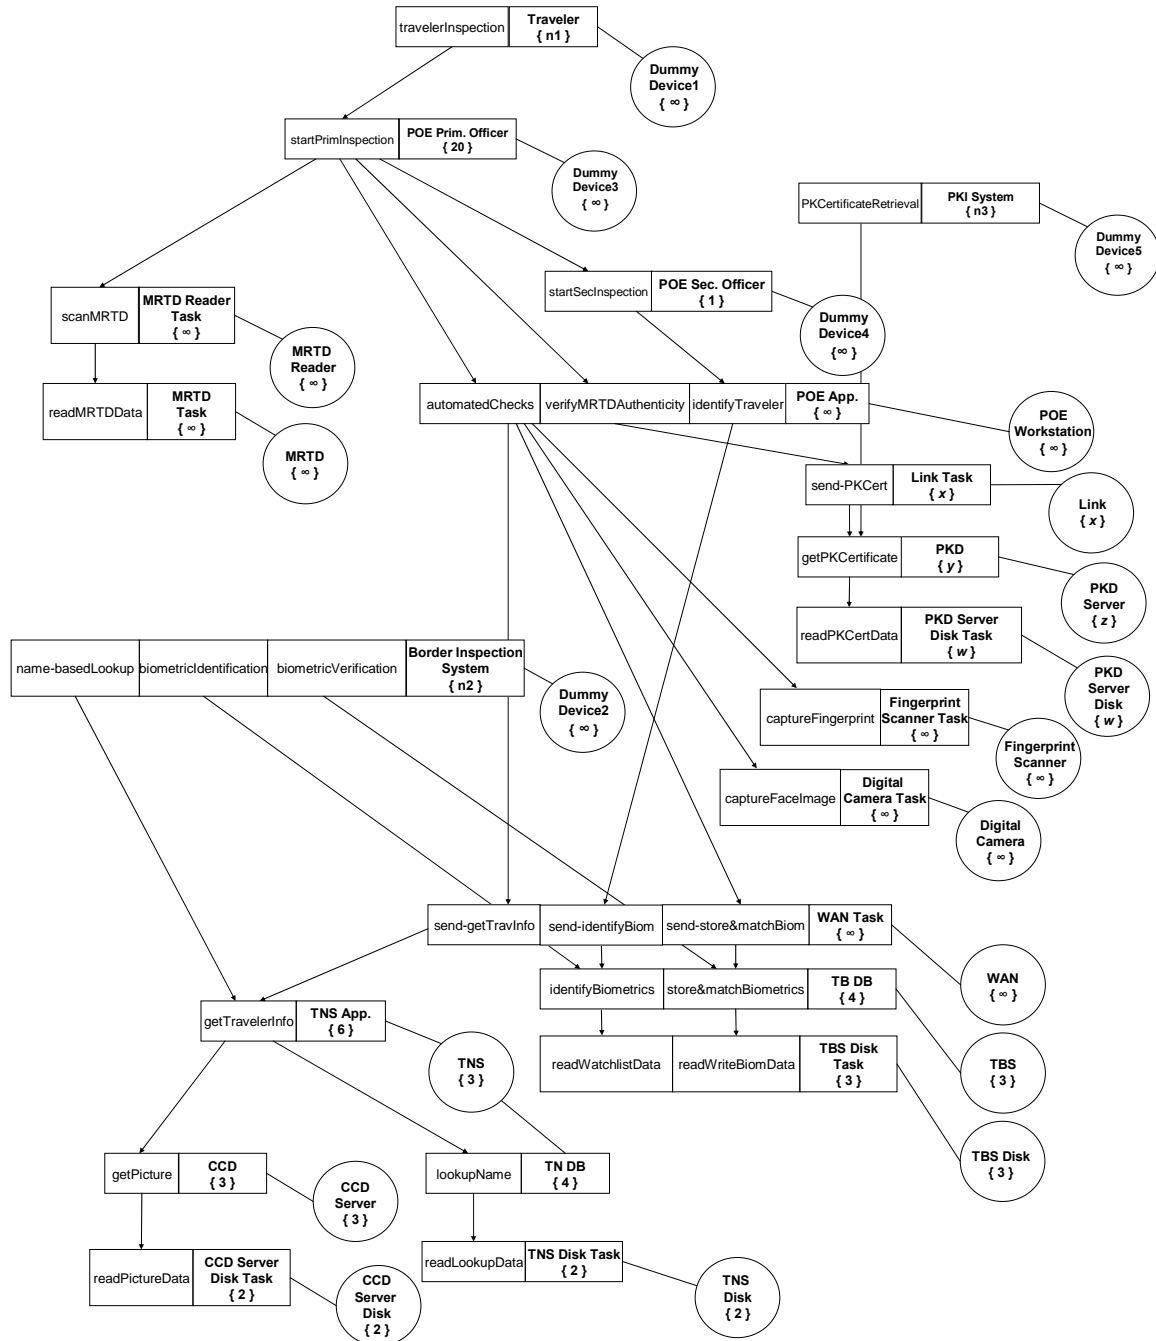 travelerInspection
Traveler
{ n1 }
Dummy
Device1
{ ∞ }
startPrimInspection
POE Prim. Officer
{ 20 }
Dummy
Device3
{ ∞ }
PKCertificateRetrieval
PKI System
{ n3 }
Dummy
Device5
{ ∞ }
startSecInspection
POE Sec. Officer
{ 1 }
Dummy
Device4
{∞ }
scanMRTD
MRTD Reader
Task
{ ∞ }
MRTD
Reader
{ ∞ }
readMRTDData
MRTD
Task
{ ∞ }
MRTD
{ ∞ }
automatedChecks
verifyMRTDAuthenticity
identifyTraveler
POE App.
{ ∞ }
POE
Workstation
{ ∞ }
send-PKCert
Link Task
{ x }
Link
{ x }
getPKCertificate
PKD
{ y }
PKD
Server
{ z }
readPKCertData
PKD Server
Disk Task
{ w }
PKD
Server
Disk
{ w }
name-basedLookup
biometricIdentification
biometricVerification
Border Inspection
System
{ n2 }
Dummy
Device2
{ ∞ }
captureFingerprint
Fingerprint
Scanner Task
{ ∞ }
Fingerprint
Scanner
{ ∞ }
captureFaceImage
Digital
Camera Task
{ ∞ }
Digital
Camera
{ ∞ }
send-getTravInfo
send-identifyBiom
send-store&matchBiom
WAN Task
{ ∞ }
WAN
{ ∞ }
identifyBiometrics
store&matchBiometrics
TB DB
{ 4 }
TBS
{ 3 }
getTravelerInfo
TNS App.
{ 6 }
TNS
{ 3 }
readWatchlistData
readWriteBiomData
TBS Disk
Task
{ 3 }
TBS Disk
{ 3 }
getPicture
CCD
{ 3 }
CCD
Server
{ 3 }
lookupName
TN DB
{ 4 }
readPictureData
CCD Server
Disk Task
{ 2 }
CCD
Server
Disk
{ 2 }
readLookupData
TNS Disk Task
{ 2 }
TNS
Disk
{ 2 }